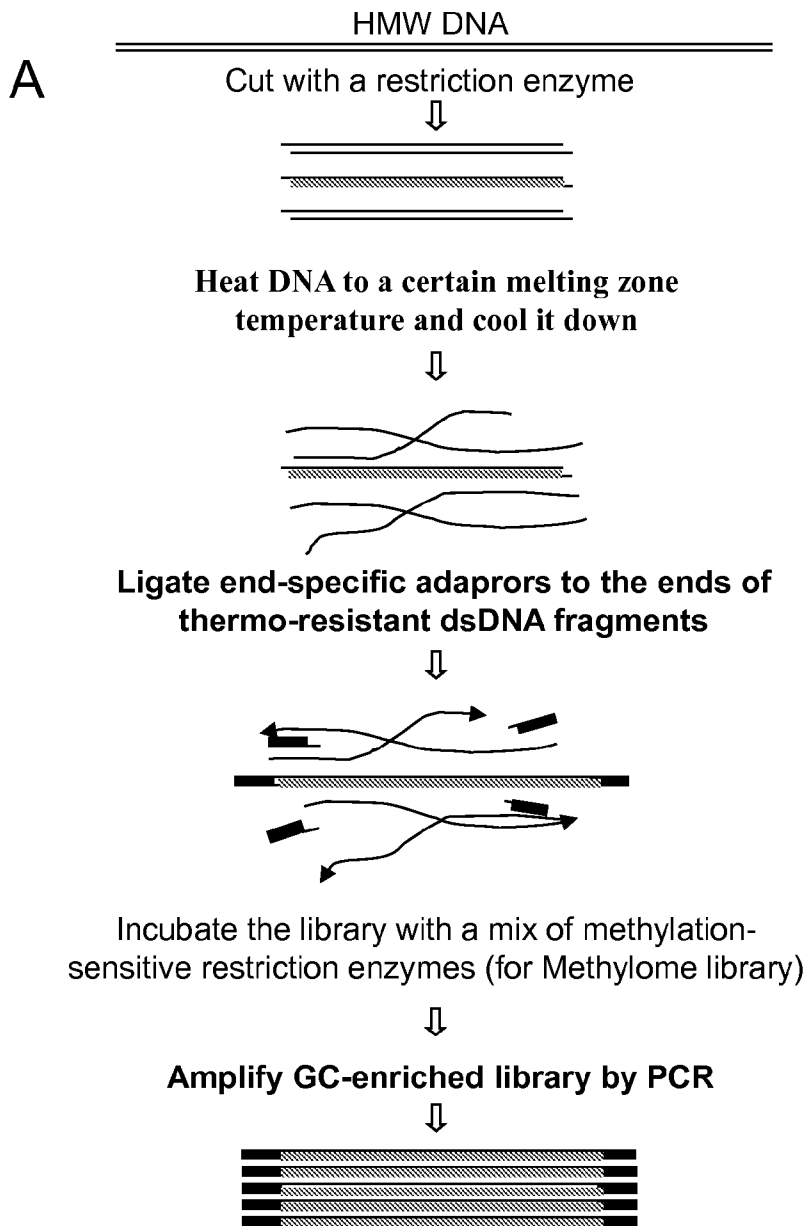 HMW DNA
A
Cut with a restriction enzyme
Heat DNA to a certain melting zone
temperature and cool it down
Ligate end-specific adaprors to the ends of
thermo-resistant dsDNA fragments
Incubate the library with a mix of methylation-
sensitive restriction enzymes (for Methylome library)
Amplify GC-enriched library by PCR